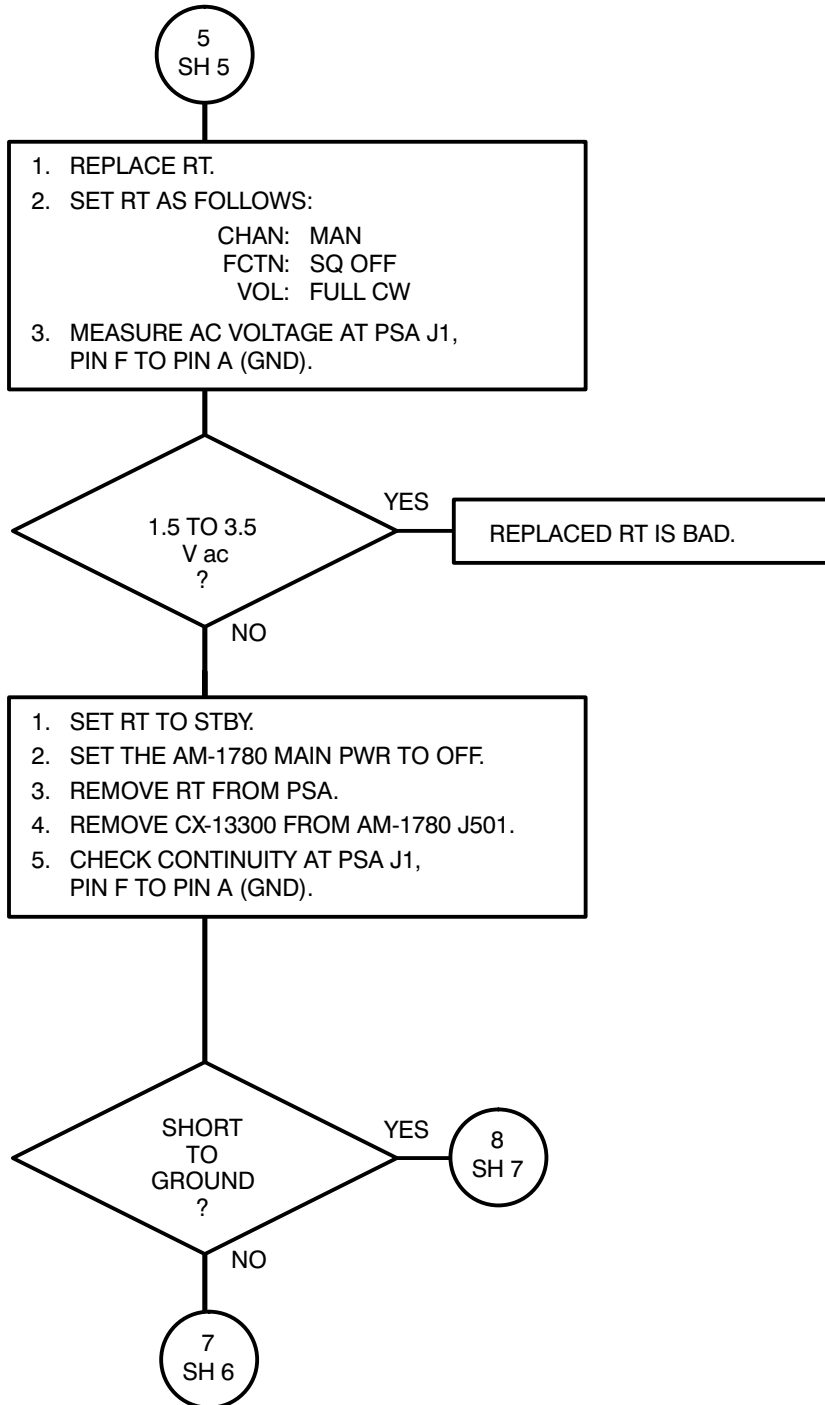 5
SH 5
1. REPLACE RT.
2. SET RT AS FOLLOWS:
CHAN: MAN
FCTN: SQ OFF
VOL: FULL CW
3. MEASURE AC VOLTAGE AT PSA J1,
PIN F TO PIN A (GND).
1.5 TO 3.5
V ac
?
YES
REPLACED RT IS BAD.
NO
1. SET RT TO STBY.
2. SET THE AM-1780 MAIN PWR TO OFF.
3. REMOVE RT FROM PSA.
4. REMOVE CX-13300 FROM AM-1780 J501.
5. CHECK CONTINUITY AT PSA J1,
PIN F TO PIN A (GND).
SHORT
TO
GROUND
?
YES
8
SH 7
NO
7
SH 6